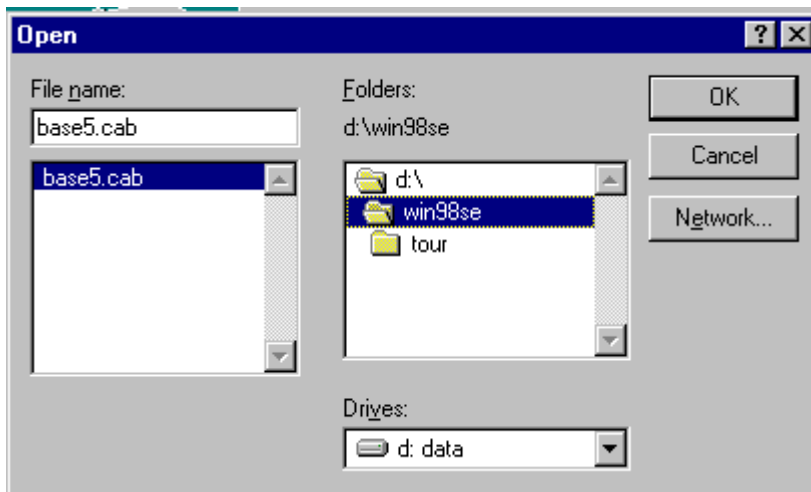 Open
File name:
base5.cab
base5.cab
Folders:
d:\win98se
d:\
win98se
tour
Drives:
d: data
OK
Cancel
Network...